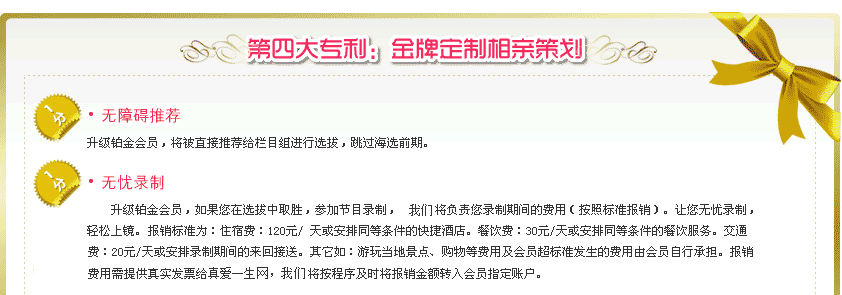 第四大专利：金牌定制相亲策划
1分
• 无障碍推荐
升级铂金会员，将被直接推荐给栏目组进行选拔，跳过海选前期。
1分
• 无忧录制
升级铂金会员，如果您在选拔中取胜，参加节目录制， 我们将负责您录制期间的费用（按照标准报销）。让您无忧录制，
轻松上镜。报销标准为：住宿费：120元/ 天或安排同等条件的快捷酒店。餐饮费：30元/天或安排同等条件的餐饮服务。交通
费：20元/天或安排录制期间的来回接送。其它如：游玩当地景点、购物等费用及会员超标准发生的费用由会员自行承担。报销
费用需提供真实发票给真爱一生网，我们将按程序及时将报销金额转入会员指定账户。